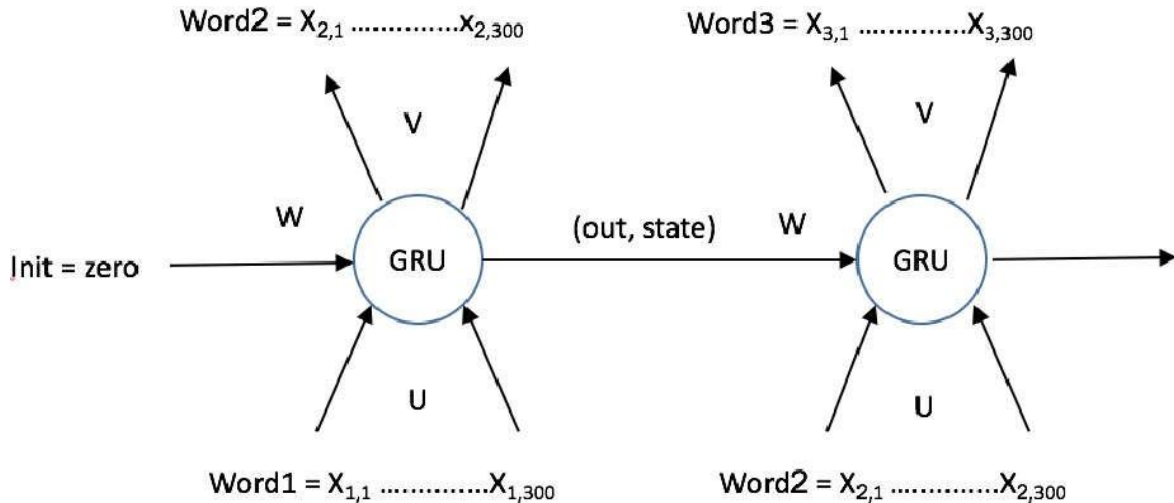 Word2 = X2,1 ..............x2,300 Word3 = X3,1 ..............X3,300
V V
W (out, state) W
Init = zero GRU GRU
U U
Word1 = X1,1 ..............X1,300 Word2 = X2,1 ..............X2,300